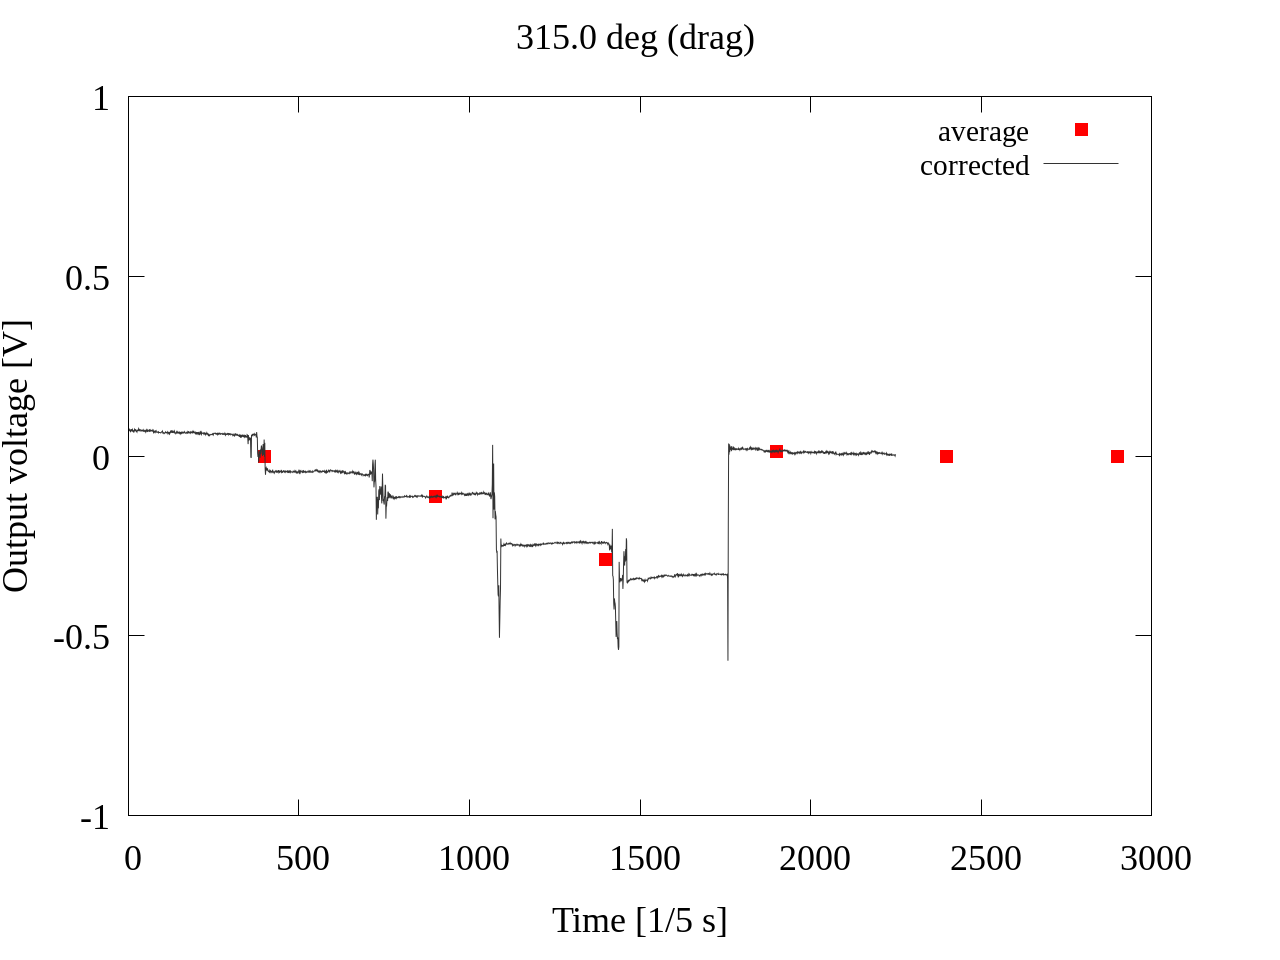 315.0 deg (drag)
average
corrected
1
0.5
0
-0.5
-1
Output voltage [V]
0 500 1000 1500 2000 2500 3000
Time [1/5 s]